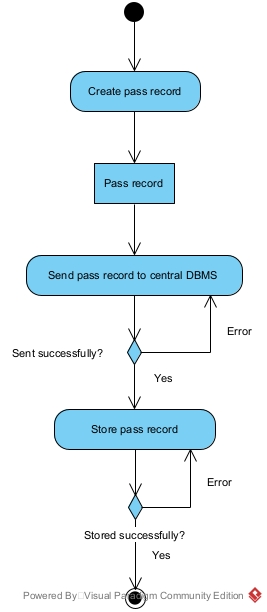 Create pass record
Pass record
Send pass record to central DBMS
Error
Sent successfully?
Yes
Store pass record
Error
Stored successfully?
Yes
Powered By Visual Paradigm Community Edition